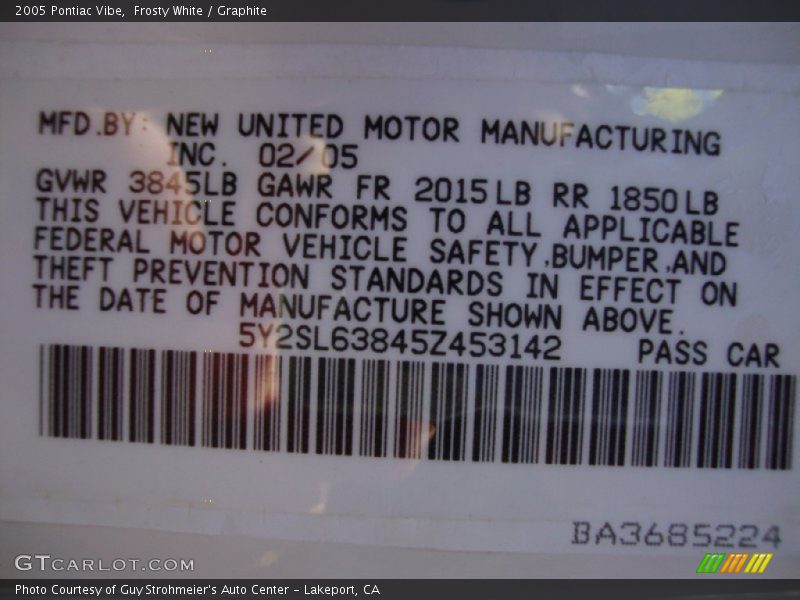 2005 Pontiac Vibe,  Frosty White / Graphite
MFD.BY: NEW UNITED MOTOR MANUFACTURING
INC. 02/05
GVWR 3845LB GAWR FR 2015LB RR 1850LB
THIS VEHICLE CONFORMS TO ALL APPLICABLE
FEDERAL MOTOR VEHICLE SAFETY,BUMPER,AND
THEFT PREVENTION STANDARDS IN EFFECT ON
THE DATE OF MANUFACTURE SHOWN ABOVE.
5Y2SL63845Z453142 PASS CAR
BA3685224
GTCARLOT.COM
Photo Courtesy of Guy Strohmeier's Auto Center - Lakeport, CA